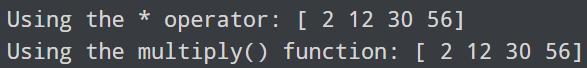 Using the * operator: [ 2 12 30 56]
Using the multiply() function: [ 2 12 30 56]